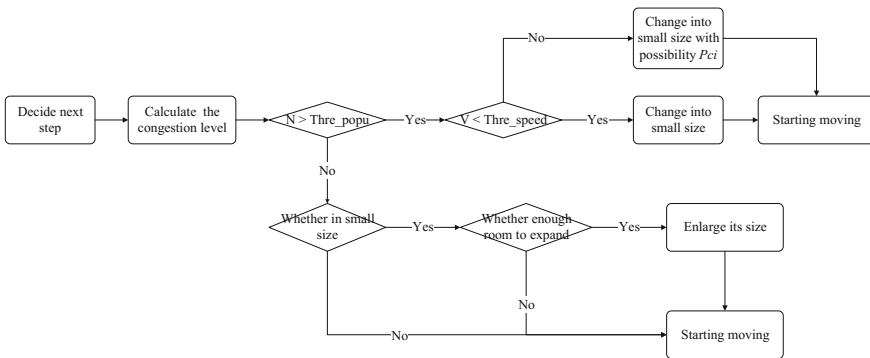 No
Change into
small size with
possibility Pci
Decide next
step
Calculate the
congestion level
N > Thre_popu
Yes
V < Thre_speed
Yes
Change into
small size
Starting moving
No
Whether in small
size
Yes
Whether enough
room to expand
Yes
Enlarge its size
No
No
Starting moving